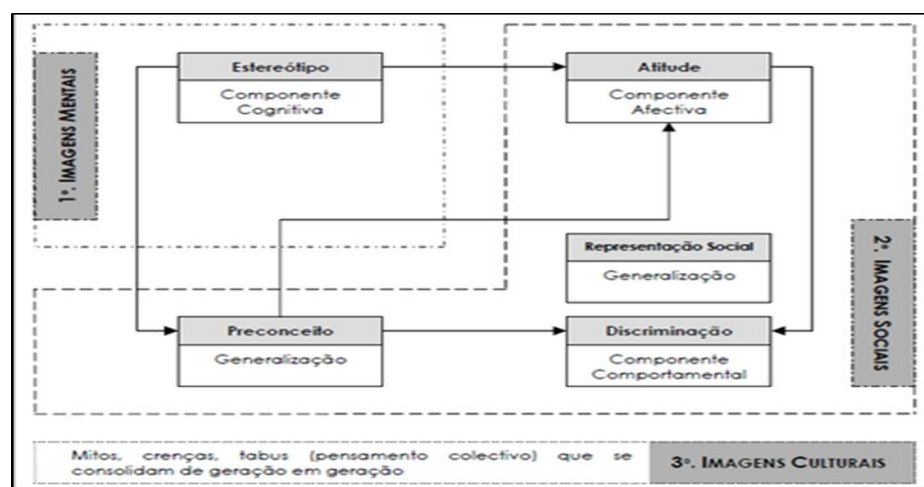 1º. IMAGENS MENTAIS
Estereótipo
Componente
Cognitiva
Atitude
Componente
Afectiva
Representação Social
Generalização
Preconceito
Generalização
Discriminação
Componente
Comportamental
2º. IMAGENS SOCIAIS
Mitos, crenças, tabus (pensamento colectivo) que se
consolidam de geração em geração
3º. IMAGENS CULTURAIS